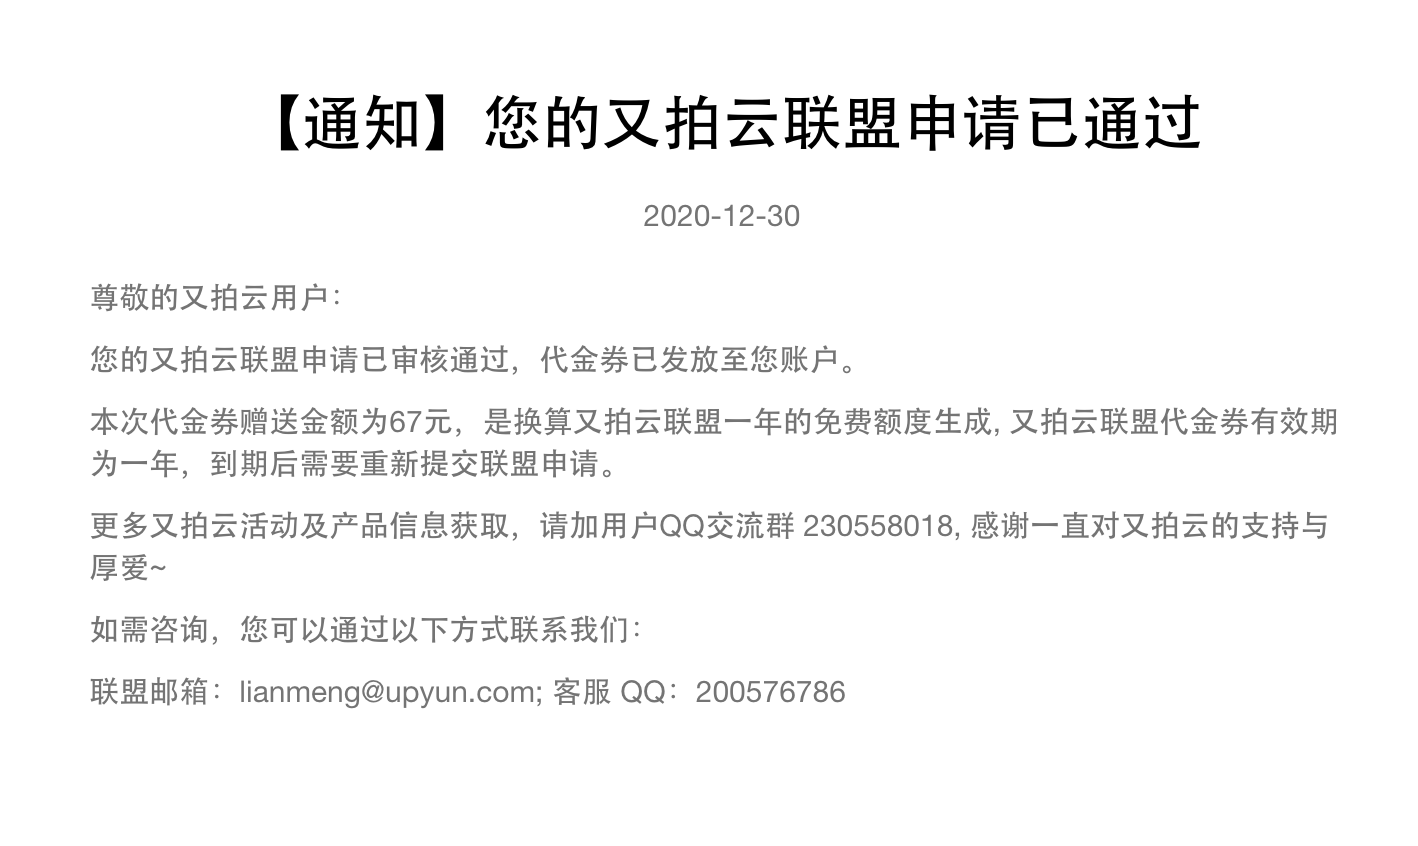 【通知】您的又拍云联盟申请已通过
2020-12-30
尊敬的又拍云用户：
您的又拍云联盟申请已审核通过，代金券已发放至您账户。
本次代金券赠送金额为67元，是换算又拍云联盟一年的免费额度生成, 又拍云联盟代金券有效期
为一年，到期后需要重新提交联盟申请。
更多又拍云活动及产品信息获取，请加用户QQ交流群 230558018, 感谢一直对又拍云的支持与
厚爱~
如需咨询，您可以通过以下方式联系我们：
联盟邮箱：lianmeng@upyun.com; 客服 QQ：200576786